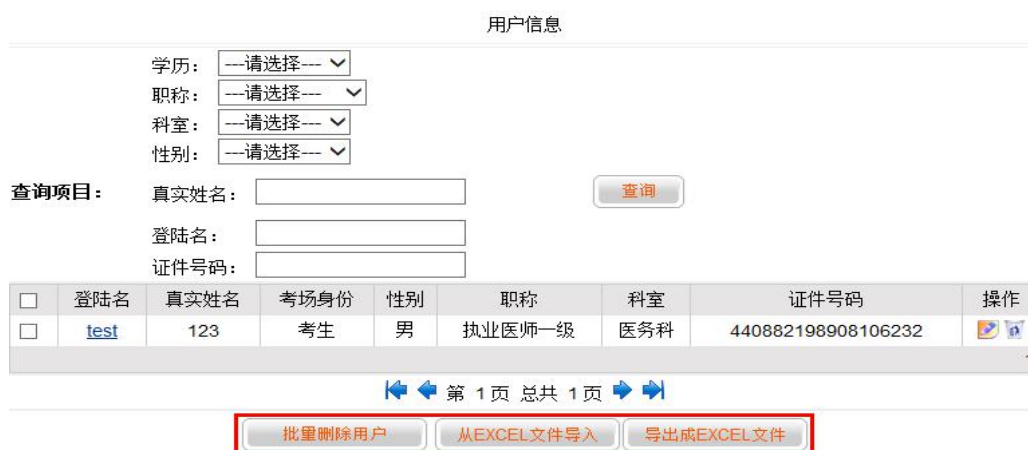 用户信息
学历： ---请选择---
职称： ---请选择---
科室： ---请选择---
性别： ---请选择---
查询项目： 真实姓名： 查询
登陆名：
证件号码：
登陆名 真实姓名 考场身份 性别 职称 科室 证件号码 操作
test 123 考生 男 执业医师一级 医务科 440882198908106232
第 1页 总共 1页
批量删除用户 从EXCEL文件导入 导出成EXCEL文件